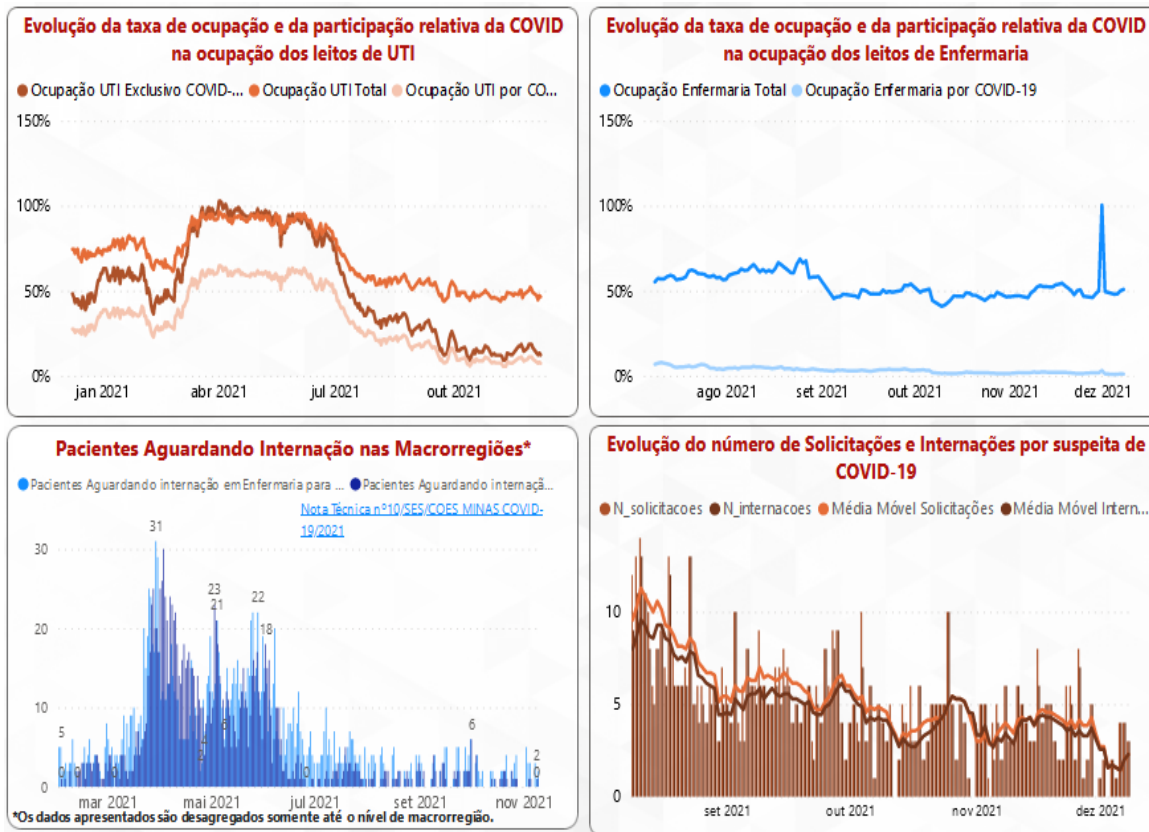 Evolução da taxa de ocupação e da participação relativa da COVID
na ocupação dos leitos de UTI
Ocupação UTI Exclusivo COVID-... Ocupação UTI Total Ocupação UTI por CO...
150%
100%
50%
0%
jan 2021 abr 2021 jul 2021 out 2021
Evolução da taxa de ocupação e da participação relativa da COVID
na ocupação dos leitos de Enfermaria
Ocupação Enfermaria Total Ocupação Enfermaria por COVID-19
150%
100%
50%
0%
ago 2021 set 2021 out 2021 nov 2021 dez 2021
Pacientes Aguardando Internação nas Macrorregiões*
Pacientes Aguardando internação em Enfermaria para ... Pacientes Aguardando internaçã...
Nota Técnica nº10/SES/COES MINAS COVID-
19/2021
31
30
23
21
22
20
18
10
6
6
5
2
0
0
0
0
0
0
mar 2021 mai 2021 jul 2021 set 2021 nov 2021
*Os dados apresentados são desagregados somente até o nível de macrorregião.
Evolução do número de Solicitações e Internações por suspeita de
COVID-19
N_solicitacoes N_internacoes Média Móvel Solicitações Média Móvel Intern...
10
5
0
set 2021 out 2021 nov 2021 dez 2021